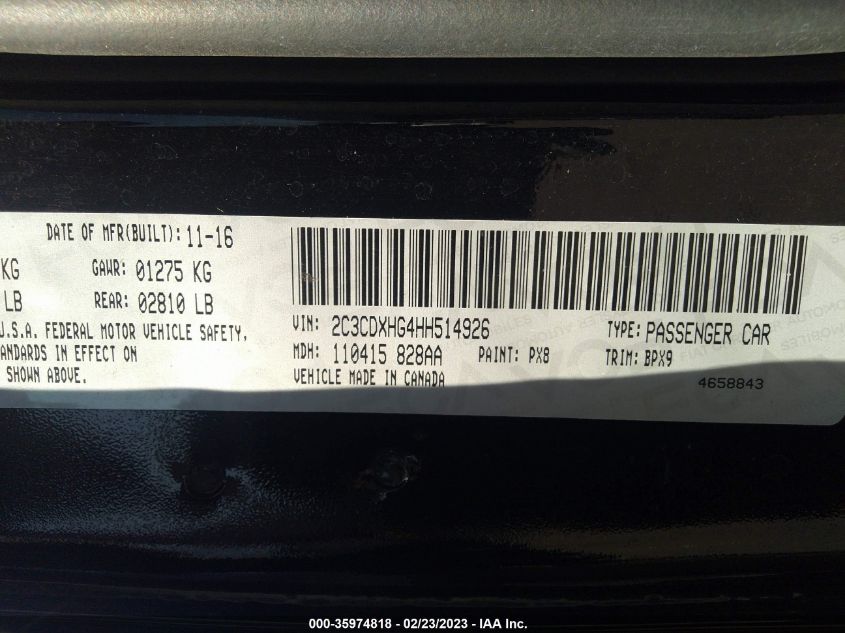 DATE OF MFR(BUILT): 11-16
KG GAWR: 01275 KG
LB REAR: 02810 LB
U.S.A. FEDERAL MOTOR VEHICLE SAFETY,
STANDARDS IN EFFECT ON
SHOWN ABOVE.
VIN: 2C3CDXHG4HH514926 TYPE: PASSENGER CAR
MDH: 110415 828AA PAINT: PX8 TRIM: BPX9
VEHICLE MADE IN CANADA
4658843
000-35974818 - 02/23/2023 - © IAA Inc.